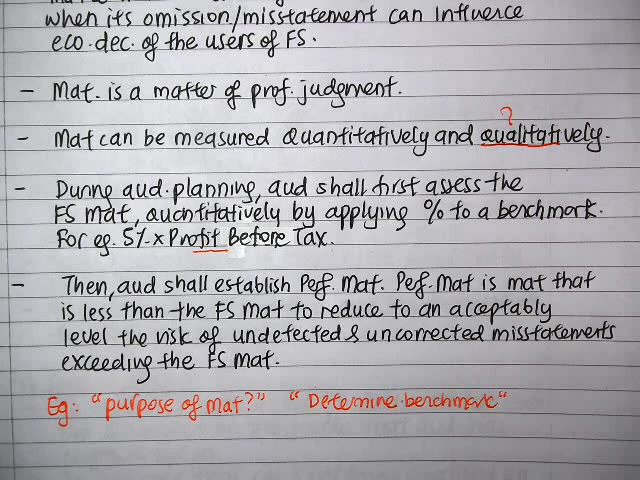 when its omission/misstatement can influence
eco.dec. of the users of FS.
- Mat. is a matter of prof. judgment.
?
- Mat can be measured quantitatively and qualitatively.
- During aud. planning, aud shall first assess the
FS mat, quantitatively by applying % to a benchmark.
For eg. 5% x Profit Before Tax.
- Then, aud shall establish Pef. Mat. Pef. Mat is mat that
is less than the FS mat to reduce to an acceptably
level the risk of undetected & uncorrected misstatements
exceeding the FS mat.
Eg: "purpose of mat?" "Determine benchmark"